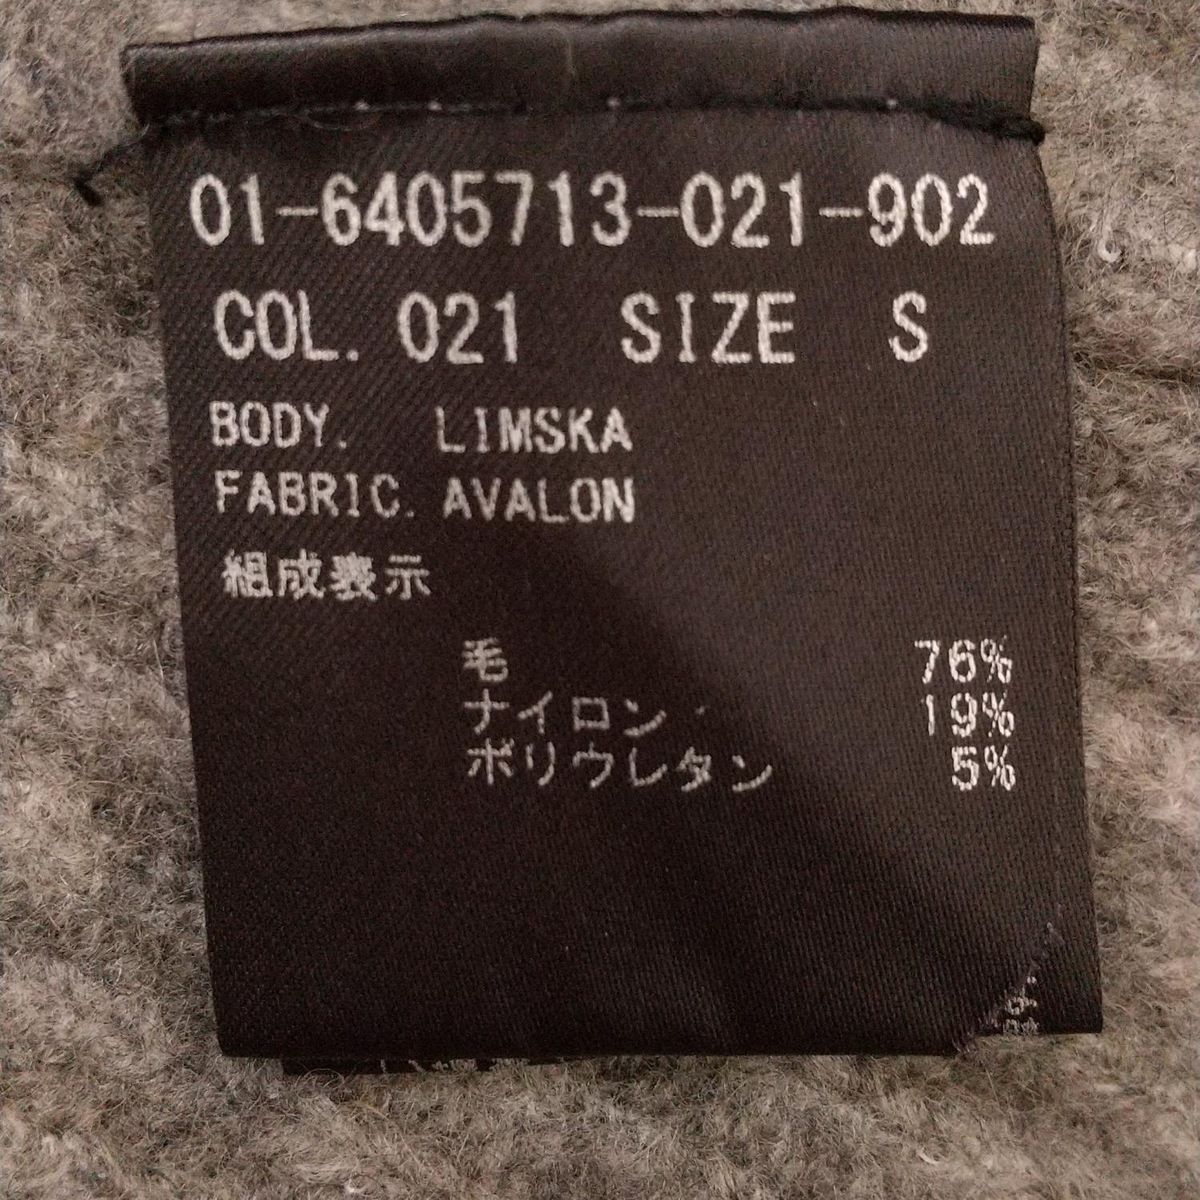 01-6405713-021-902
COL. 021 SIZE S
BODY. LIMSKA
FABRIC. AVALON
組成表示
毛 76%
ナイロン 19%
ポリウレタン 5%